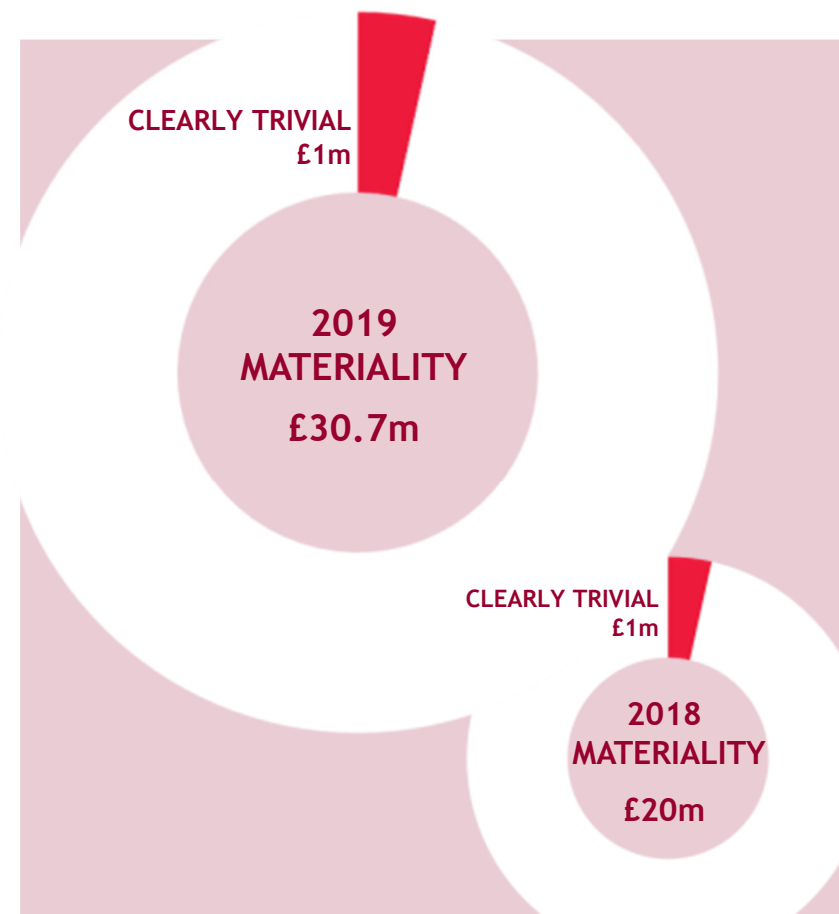 CLEARLY TRIVIAL
£1m
2019
MATERIALITY
£30.7m
CLEARLY TRIVIAL
£1m
2018
MATERIALITY
£20m